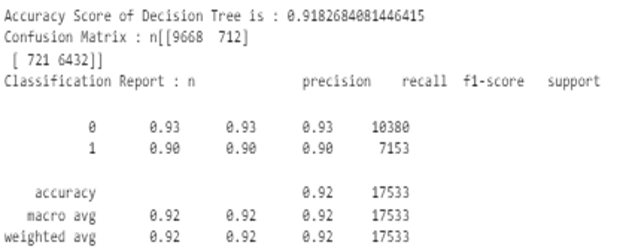 Accuracy Score of Decision Tree is : 0.9182684081446415
Confusion Matrix : n[[9668  712]
 [ 721 6432]]
Classification Report : n              precision    recall  f1-score   support

           0       0.93      0.93      0.93     10380
           1       0.90      0.90      0.90      7153

    accuracy                           0.92     17533
   macro avg       0.92      0.92      0.92     17533
weighted avg       0.92      0.92      0.92     17533